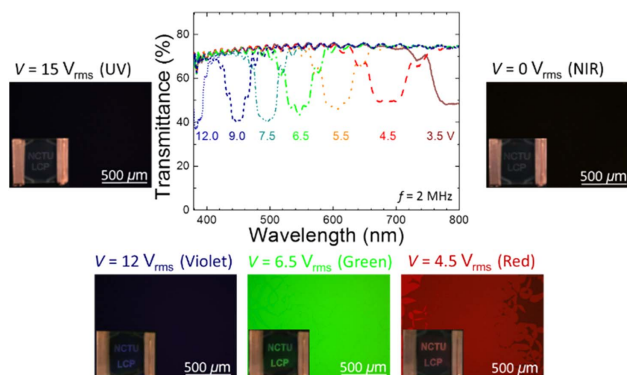 V = 15 Vrms (UV)
NCTU
LCP
500 µm
Transmittance (%)
80
60
40
20
0
12.0 9.0 7.5 6.5 5.5 4.5 3.5 V
f = 2 MHz
400 500 600 700 800
Wavelength (nm)
V = 0 Vrms (NIR)
NCTU
LCP
500 µm
V = 12 Vrms (Violet)
NCTU
LCP
500 µm
V = 6.5 Vrms (Green)
NCTU
LCP
500 µm
V = 4.5 Vrms (Red)
NCTU
LCP
500 µm